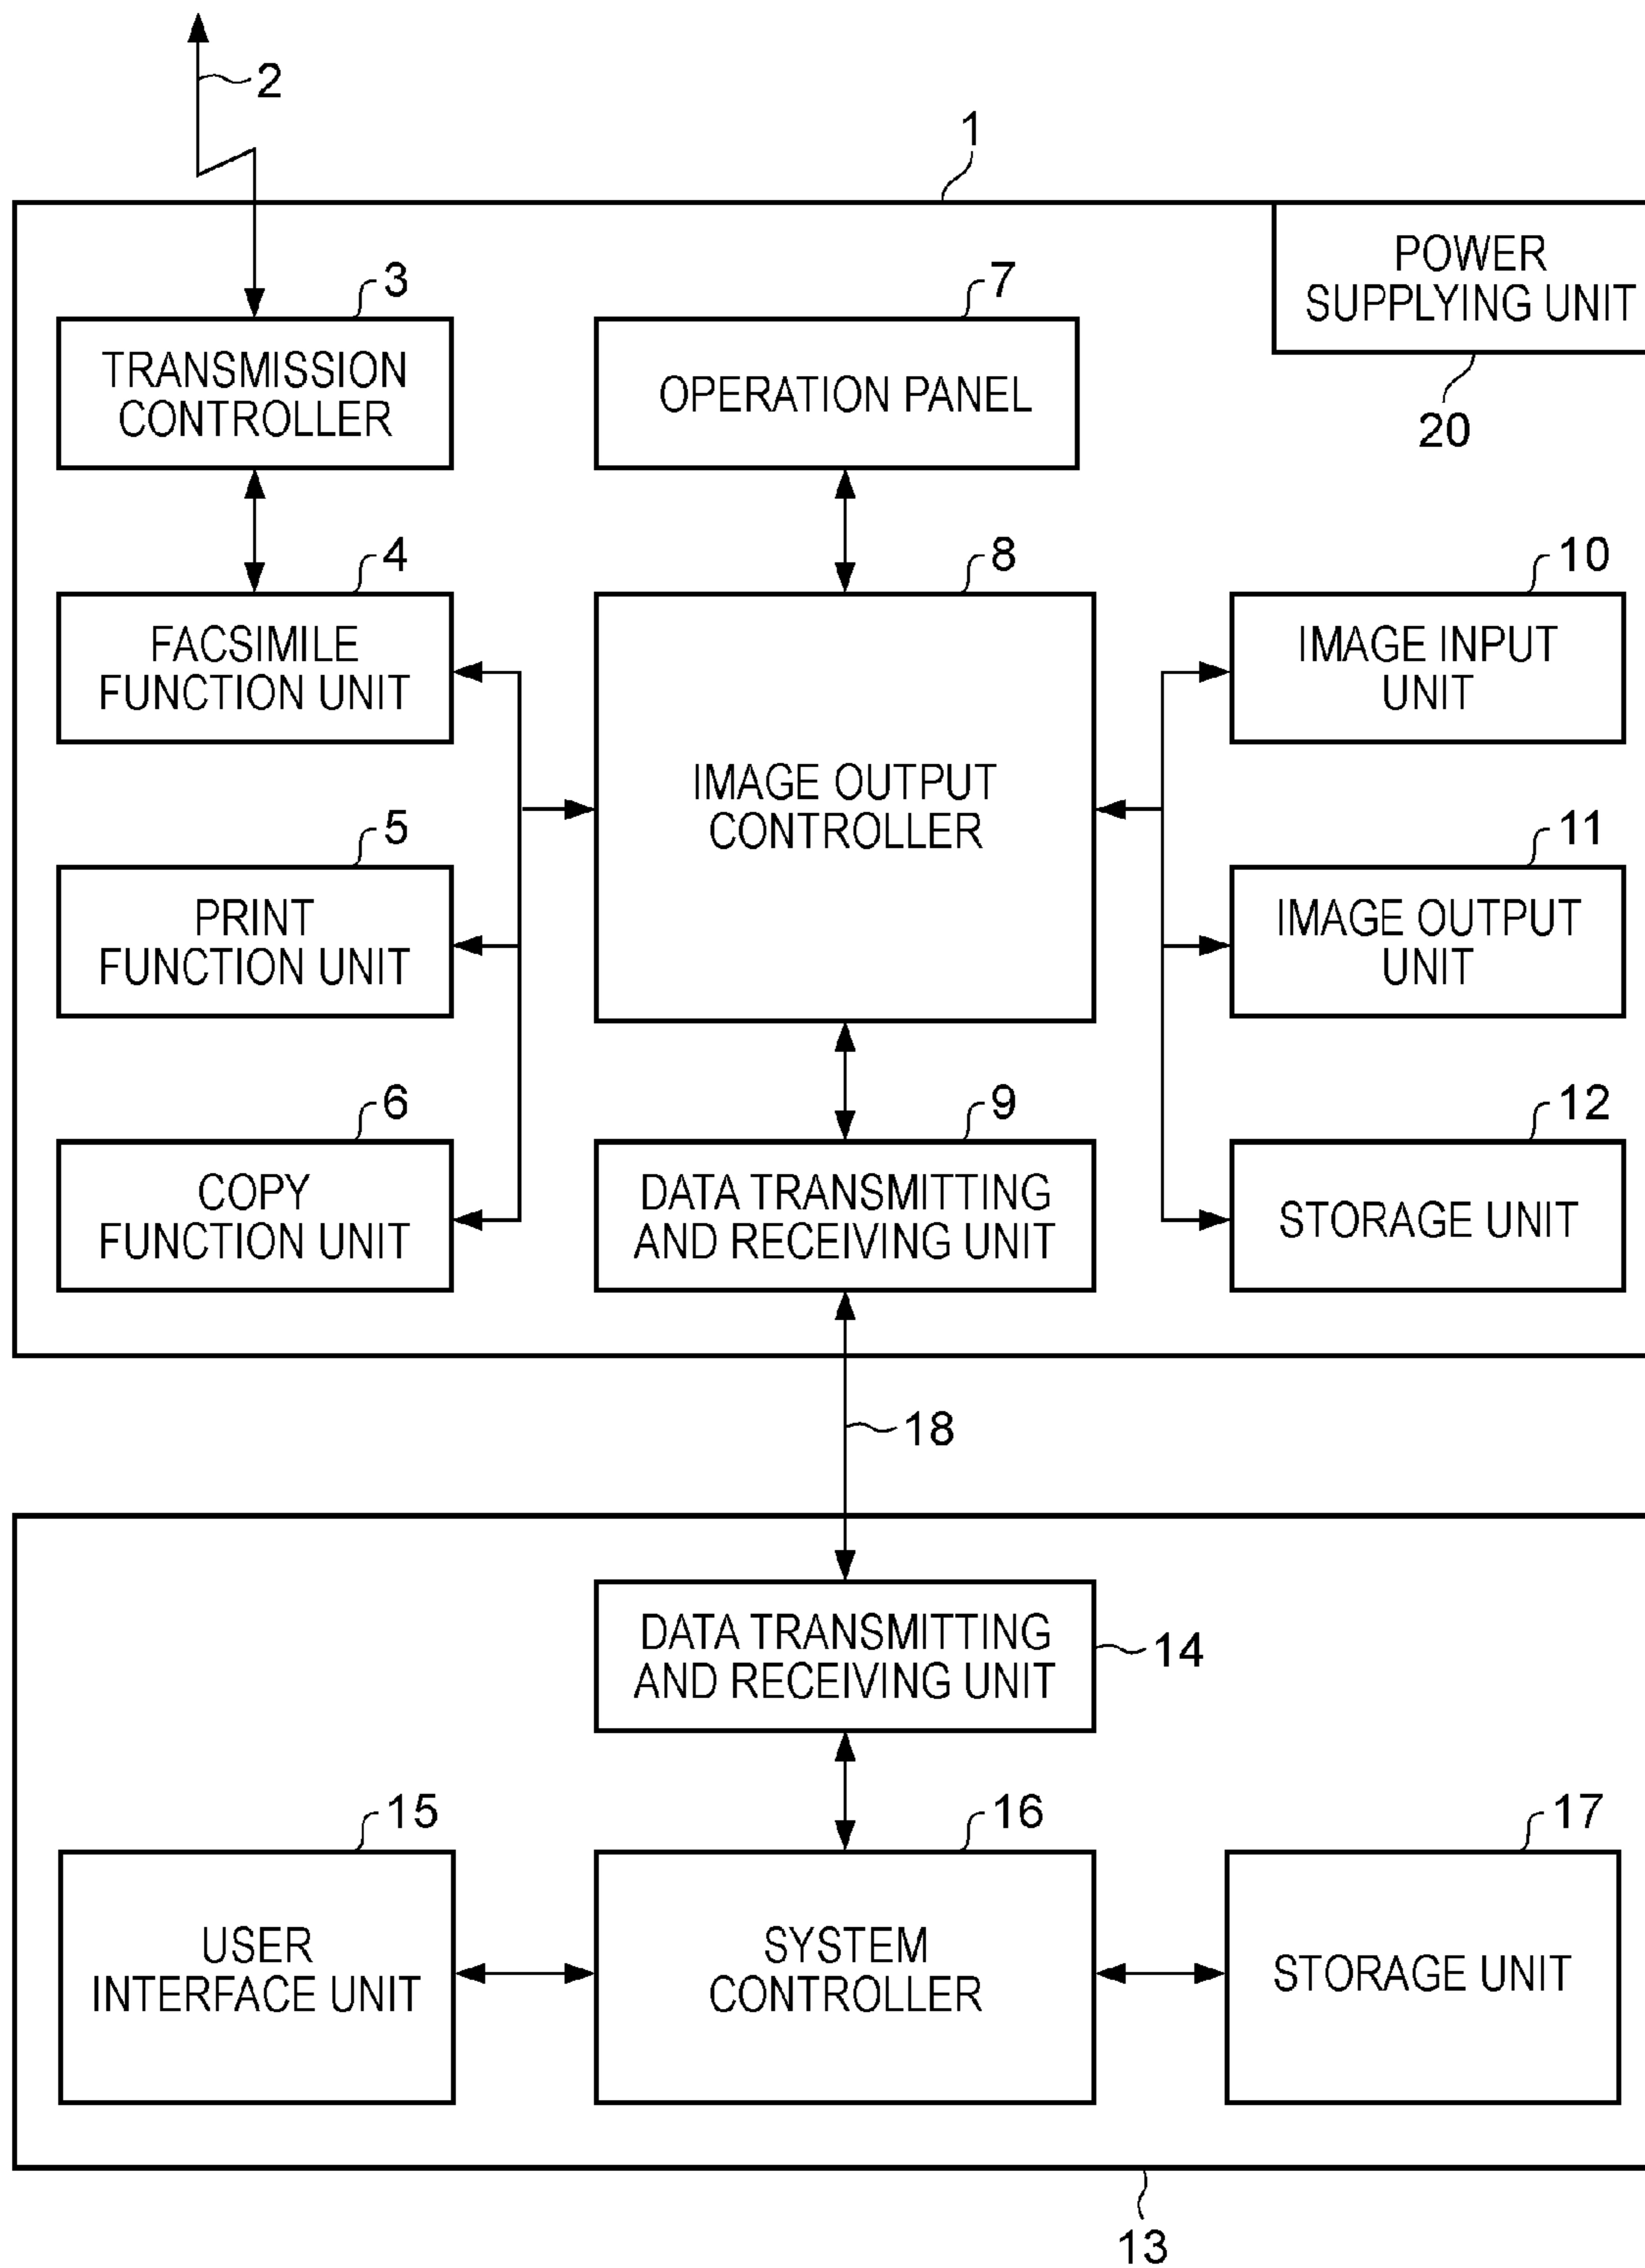 2
1
POWER
SUPPLYING UNIT
20
3
TRANSMISSION
CONTROLLER
7
OPERATION PANEL
4
FACSIMILE
FUNCTION UNIT
8
IMAGE OUTPUT
CONTROLLER
10
IMAGE INPUT
UNIT
5
PRINT
FUNCTION UNIT
11
IMAGE OUTPUT
UNIT
6
COPY
FUNCTION UNIT
9
DATA TRANSMITTING
AND RECEIVING UNIT
12
STORAGE UNIT
18
DATA TRANSMITTING
AND RECEIVING UNIT
14
15
USER
INTERFACE UNIT
16
SYSTEM
CONTROLLER
17
STORAGE UNIT
13